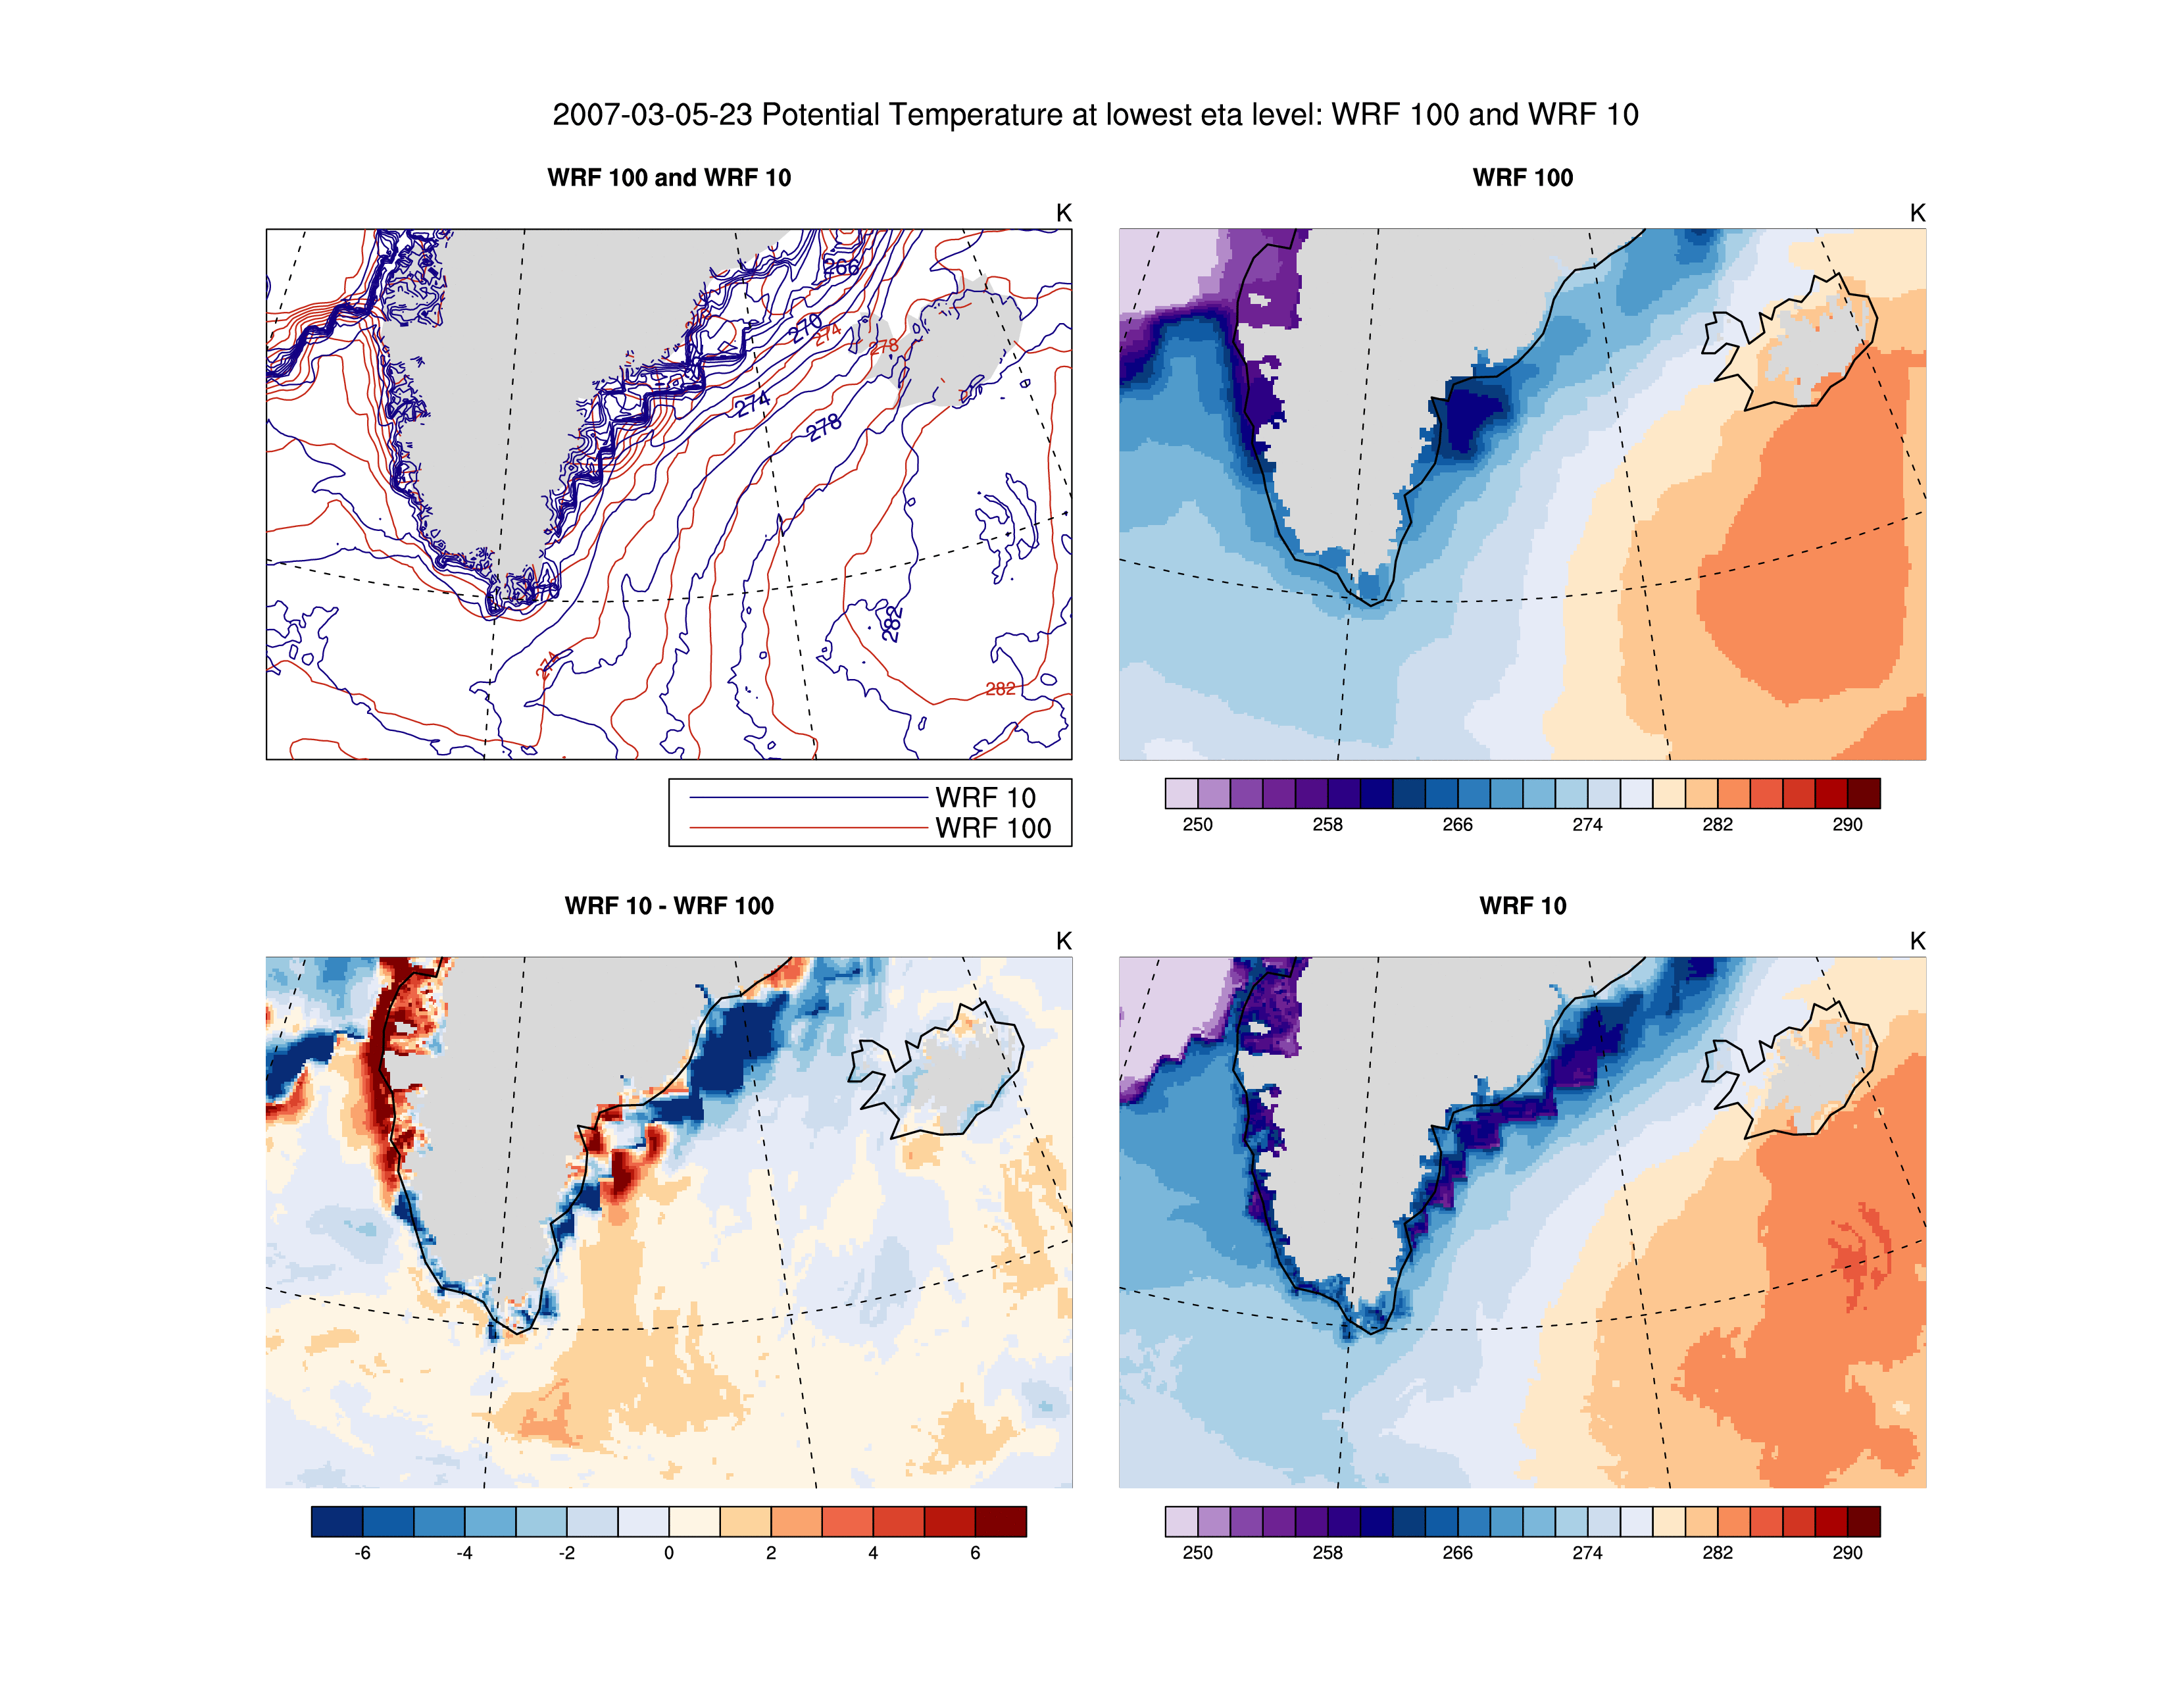 2007-03-05-23 Potential Temperature at lowest eta level: WRF 100 and WRF 10
WRF 100 and WRF 10
K
266
270
274
278
274
278
270
282
274
282
WRF 10
WRF 100
WRF 100
K
250 258 266 274 282 290
WRF 10 - WRF 100
K
-6 -4 -2 0 2 4 6
WRF 10
K
250 258 266 274 282 290